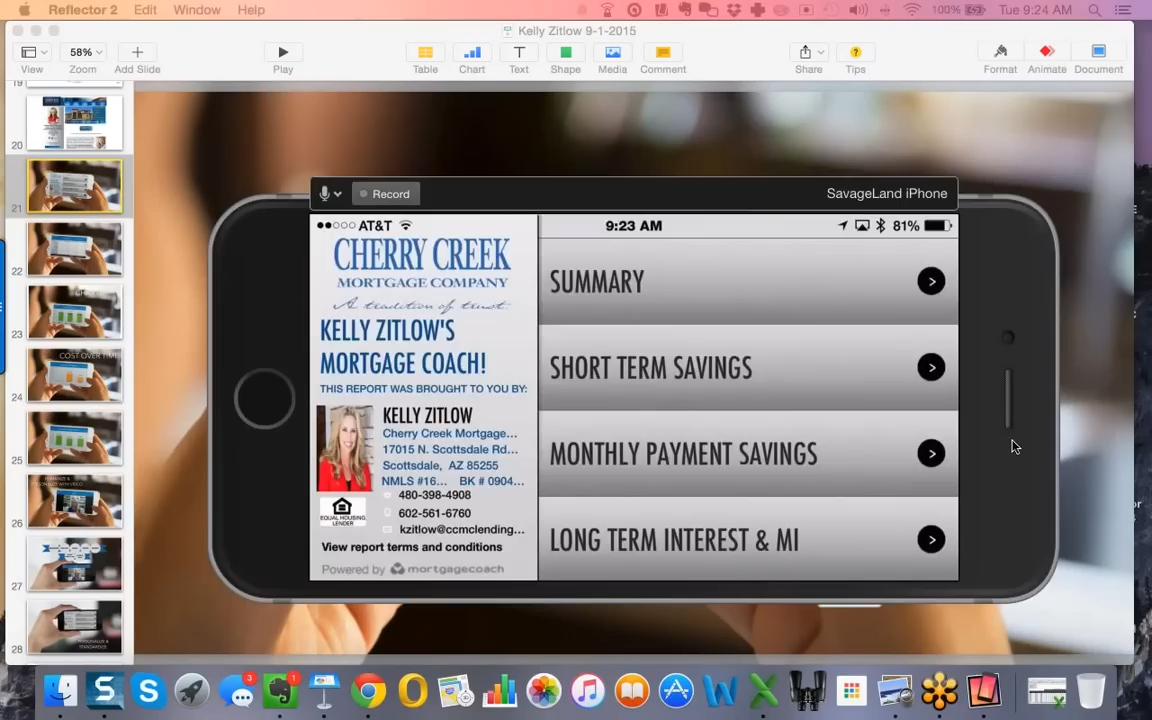 Reflector 2 Edit Window Help 100% Tue 9:24 AM
Kelly Zitlow 9-1-2015
58%
View Zoom Add Slide Play Table Chart Text Shape Media Comment Share Tips Format Animate Document
19
20
21
22
23
24
COST OVER TIME
25
26
27
28
Record SavageLand iPhone
AT&T 9:23 AM 81%
CHERRY CREEK
MORTGAGE COMPANY
A tradition of trust.
KELLY ZITLOW'S
MORTGAGE COACH!
THIS REPORT WAS BROUGHT TO YOU BY:
KELLY ZITLOW
Cherry Creek Mortgage...
17015 N. Scottsdale Rd...
Scottsdale, AZ 85255
NMLS #16... BK # 0904...
480-398-4908
602-561-6760
kzitlow@ccmlending...
EQUAL HOUSING
LENDER
View report terms and conditions
Powered by mortgagecoach
SUMMARY
SHORT TERM SAVINGS
MONTHLY PAYMENT SAVINGS
LONG TERM INTEREST & MI
3
1